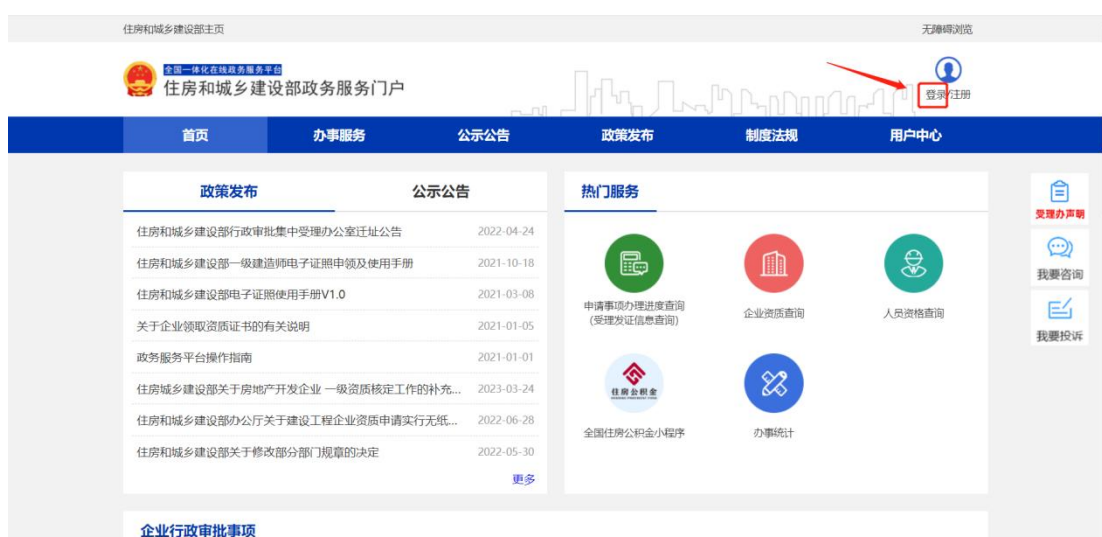 住房和城乡建设部主页
无障碍浏览
全国一体化在线政务服务平台
住房和城乡建设部政务服务门户
登录/注册
首页
办事服务
公示公告
政策发布
制度法规
用户中心
政策发布
公示公告
住房和城乡建设部行政审批集中受理办公室迁址公告 2022-04-24
住房和城乡建设部一级建造师电子证照申领及使用手册 2021-10-18
住房和城乡建设部电子证照使用手册V1.0 2021-03-08
关于企业领取资质证书的有关说明 2021-01-05
政务服务平台操作指南 2021-01-01
住房城乡建设部关于房地产开发企业 一级资质核定工作的补充... 2023-03-24
住房和城乡建设部办公厅关于建设工程企业资质申请实行无纸... 2022-06-28
住房和城乡建设部关于修改部分部门规章的决定 2022-05-30
更多
热门服务
申请事项办理进度查询
(受理发证信息查询)
企业资质查询
人员资格查询
住房公积金
全国住房公积金小程序
办事统计
受理办声明
我要咨询
我要投诉
企业行政审批事项